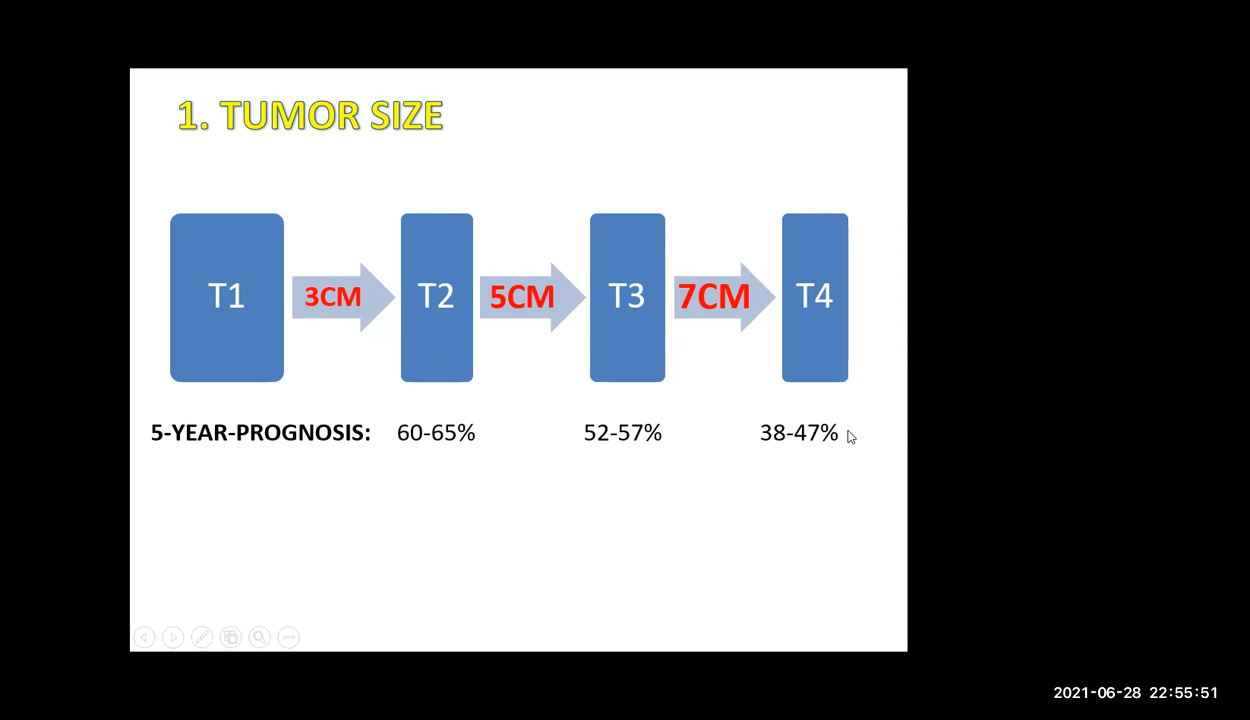 1. TUMOR SIZE
T1 3CM T2 5CM T3 7CM T4
5-YEAR-PROGNOSIS: 60-65% 52-57% 38-47%
2021-06-28 22:55:51